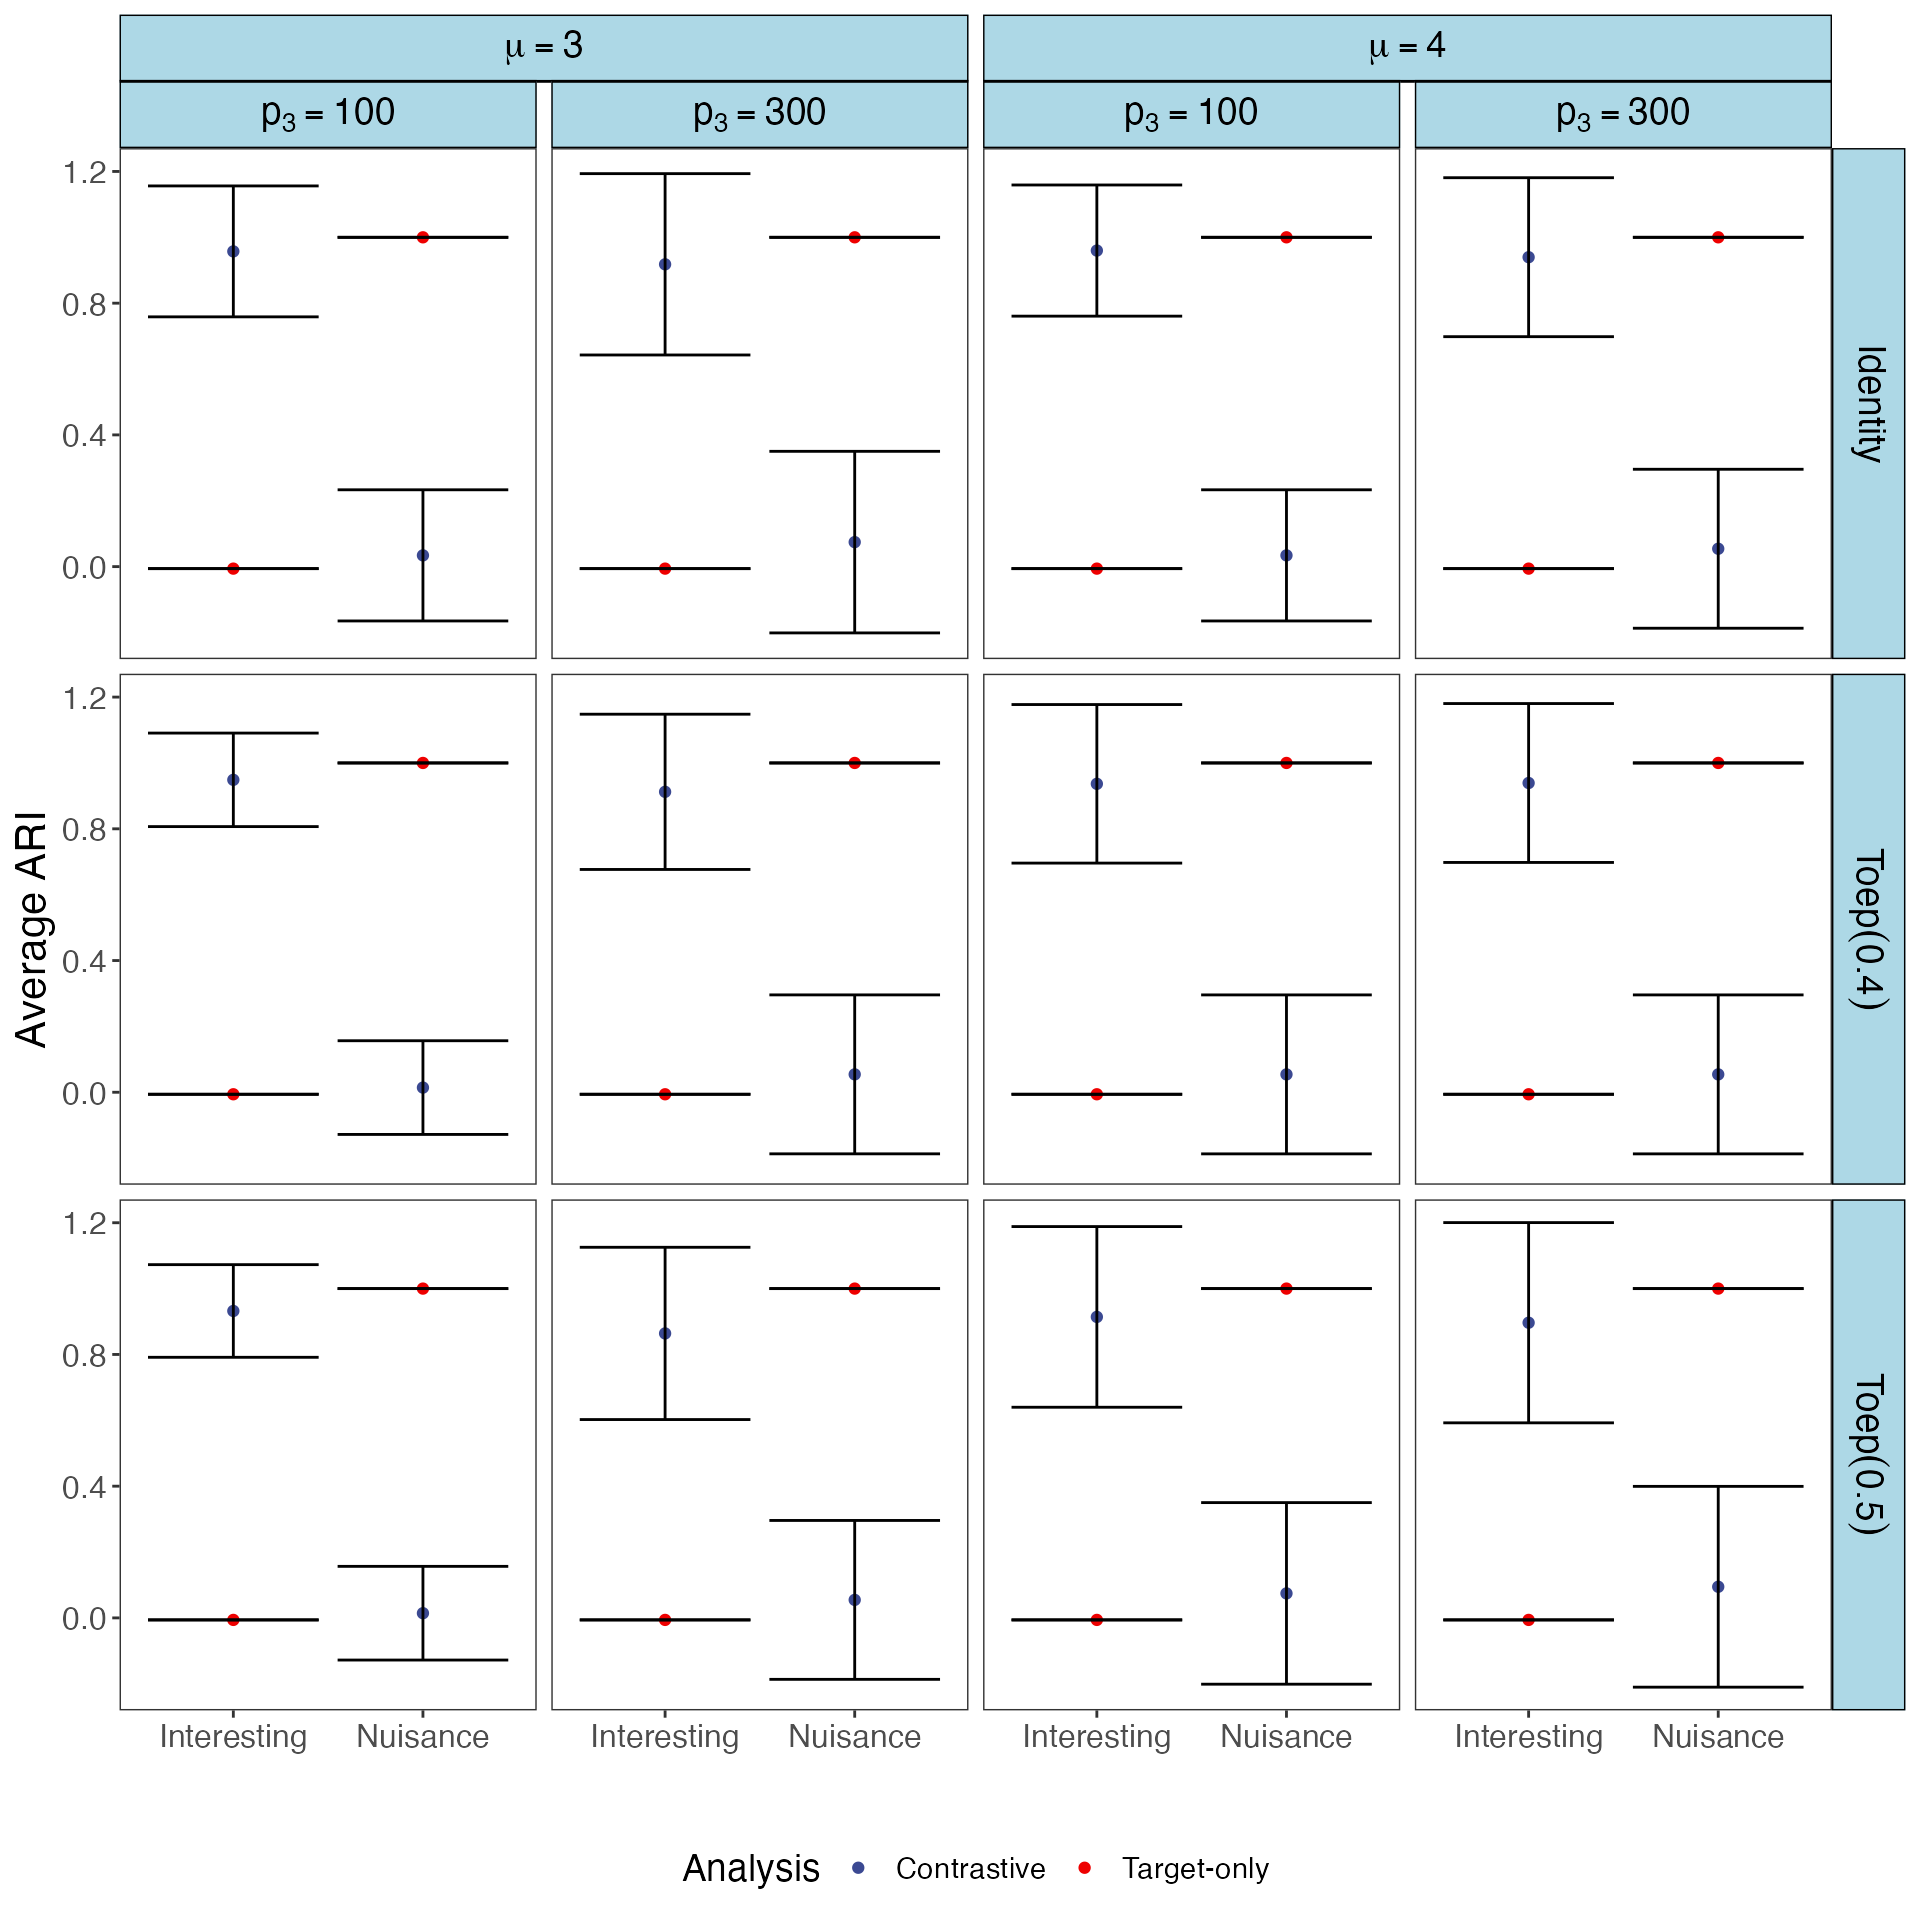 μ = 3
μ = 4
p3 = 100
p3 = 300
p3 = 100
p3 = 300
1.2
0.8
0.4
0.0
Identity
1.2
0.8
0.4
0.0
Toep(0.4)
1.2
0.8
0.4
0.0
Toep(0.5)
Average ARI
Interesting Nuisance
Interesting Nuisance
Interesting Nuisance
Interesting Nuisance
Analysis Contrastive Target-only